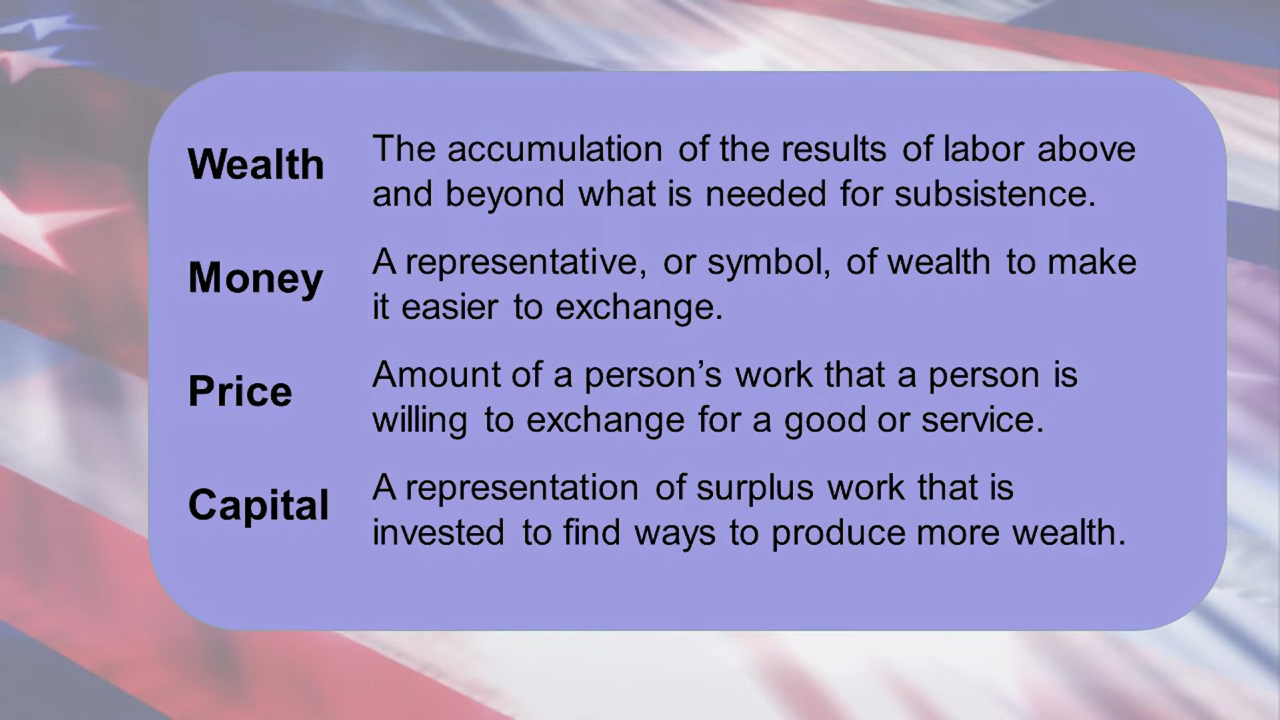 Wealth
The accumulation of the results of labor above
and beyond what is needed for subsistence.
Money
A representative, or symbol, of wealth to make
it easier to exchange.
Price
Amount of a person’s work that a person is
willing to exchange for a good or service.
Capital
A representation of surplus work that is
invested to find ways to produce more wealth.